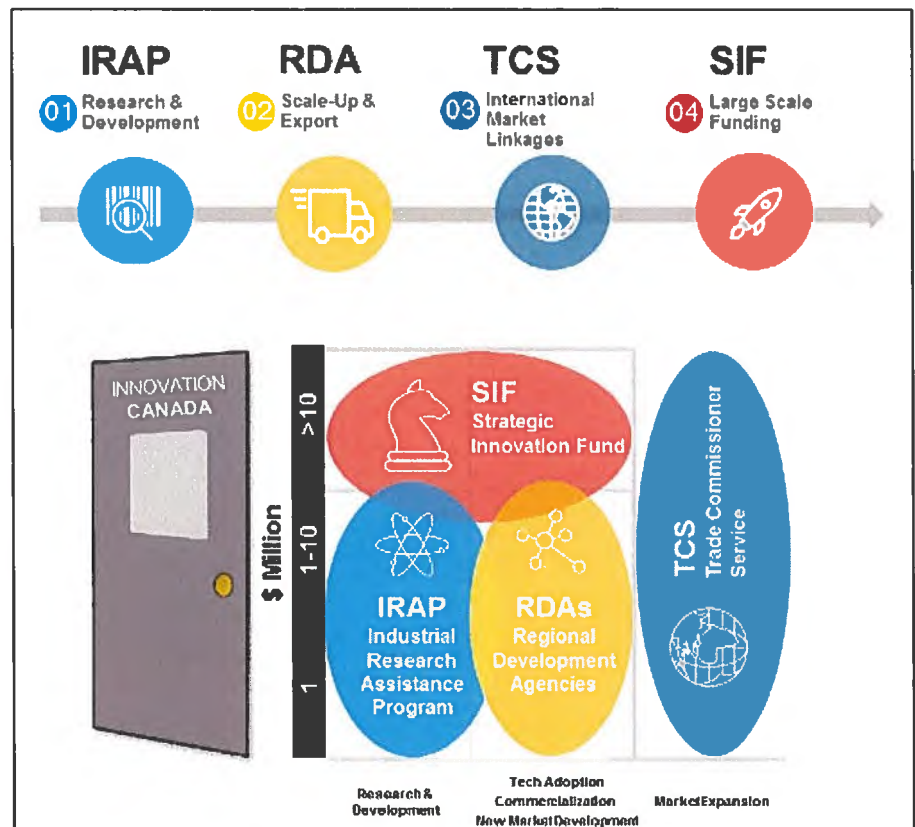 IRAP
RDA
TCS
SIF
01
Research &
Development
02
Scale-Up &
Export
03
International
Market
Linkages
04
Large Scale
Funding
INNOVATION
CANADA
$ Million
>10
1-10
1
SIF
Strategic
Innovation Fund
IRAP
Industrial
Research
Assistance
Program
RDAs
Regional
Development
Agencies
TCS
Trade Commissioner
Service
Research &
Development
Tech Adoption
Commercialization
New Market Development
Market Expansion